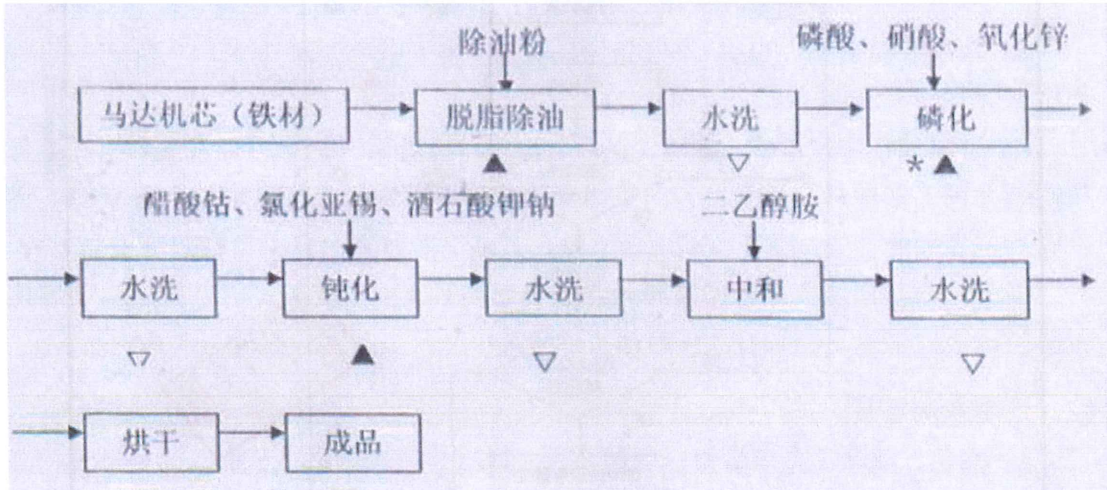 除油粉
磷酸、硝酸、氧化锌
马达机芯（铁材）
脱脂除油
水洗
磷化
*
醋酸钴、氯化亚锡、酒石酸钾钠
二乙醇胺
水洗
钝化
水洗
中和
水洗
烘干
成品